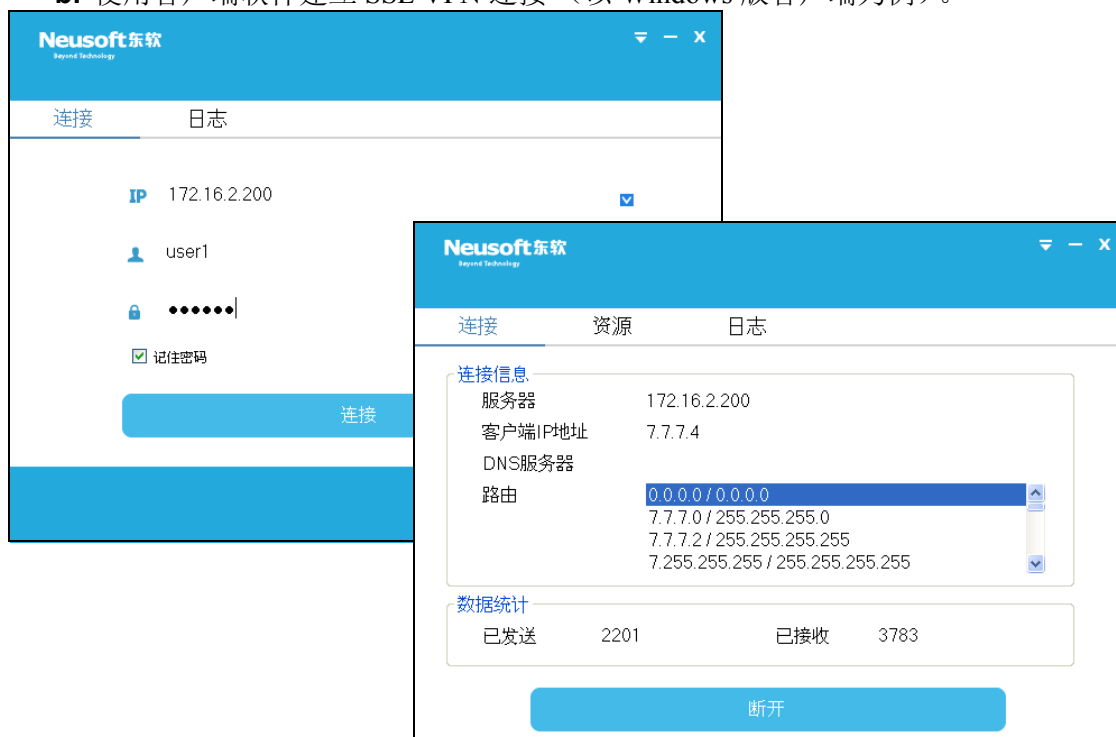 Neusoft东软
Beyond Technology
连接 日志
IP 172.16.2.200
user1
••••••
记住密码
连接
Neusoft东软
Beyond Technology
连接 资源 日志
连接信息
服务器 172.16.2.200
客户端IP地址 7.7.7.4
DNS服务器
路由 0.0.0.0 / 0.0.0.0
7.7.7.0 / 255.255.255.0
7.7.7.2 / 255.255.255.255
7.255.255.255 / 255.255.255.255
数据统计
已发送 2201 已接收 3783
断开